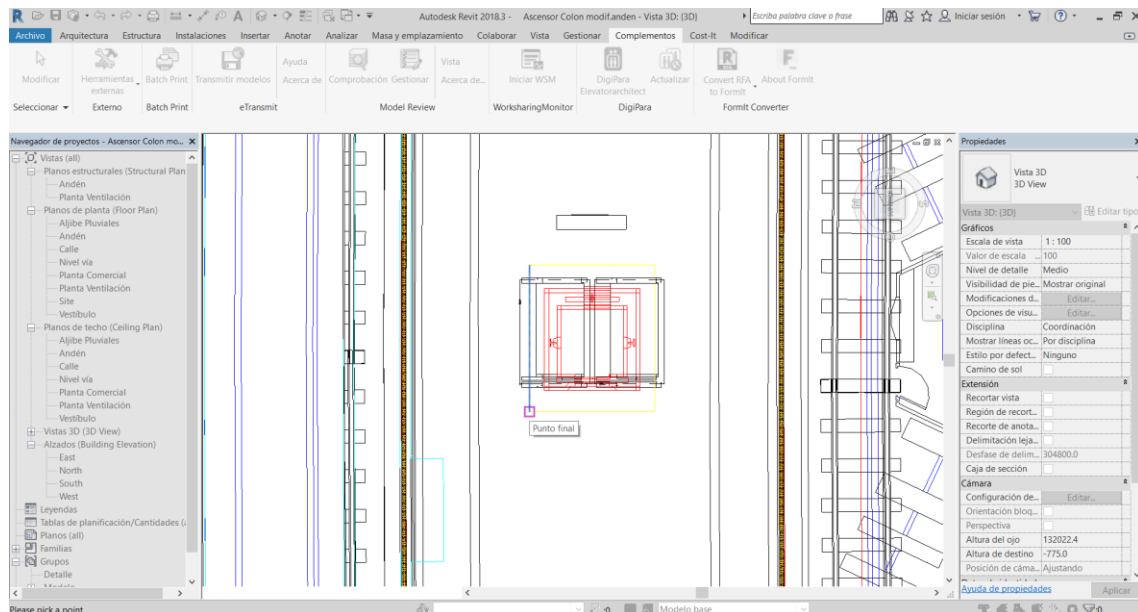 Autodesk Revit 2018.3 - Ascensor Colon modif.anden - Vista 3D: {3D}
Escriba palabra clave o frase
Iniciar sesión
Archivo Arquitectura Estructura Instalaciones Insertar Anotar Analizar Masa y emplazamiento Colaborar Vista Gestionar Complementos Cost-It Modificar
Modificar
Herramientas externas
Batch Print
Transmitir modelos
Ayuda
Acerca de
Comprobación
Gestionar
Vista
Acerca de...
Iniciar WSM
DigiPara Elevatorarchitect
Actualizar
Convert RFA to FormIt
About FormIt
Seleccionar Externo Batch Print eTransmit Model Review WorksharingMonitor DigiPara FormIt Converter
Navegador de proyectos - Ascensor Colon mo...
Vistas (all)
Planos estructurales (Structural Plan
Andén
Planta Ventilación
Planos de planta (Floor Plan)
Aljibe Pluviales
Andén
Calle
Nivel vía
Planta Comercial
Planta Ventilación
Site
Vestíbulo
Planos de techo (Ceiling Plan)
Aljibe Pluviales
Andén
Calle
Nivel vía
Planta Comercial
Planta Ventilación
Vestíbulo
Vistas 3D (3D View)
Alzados (Building Elevation)
East
North
South
West
Leyendas
Tablas de planificación/Cantidades (
Planos (all)
Familias
Grupos
Detalle
Modelo
Punto final
Propiedades
Vista 3D
3D View
Vista 3D: {3D} Editar tipo
Gráficos
Escala de vista 1 : 100
Valor de escala ... 100
Nivel de detalle Medio
Visibilidad de pie... Mostrar original
Modificaciones d... Editar...
Opciones de visu... Editar...
Disciplina Coordinación
Mostrar líneas oc... Por disciplina
Estilo por defect... Ninguno
Camino de sol
Extensión
Recortar vista
Región de recort...
Recorte de anota...
Delimitación leja...
Desfase de delim... 304800.0
Caja de sección
Cámara
Configuración de... Editar...
Orientación bloq...
Perspectiva
Altura del ojo 132022.4
Altura de destino -775.0
Posición de cáma... Ajustando
Ayuda de propiedades Aplicar
Please pick a point.
:0
Modelo base
:0